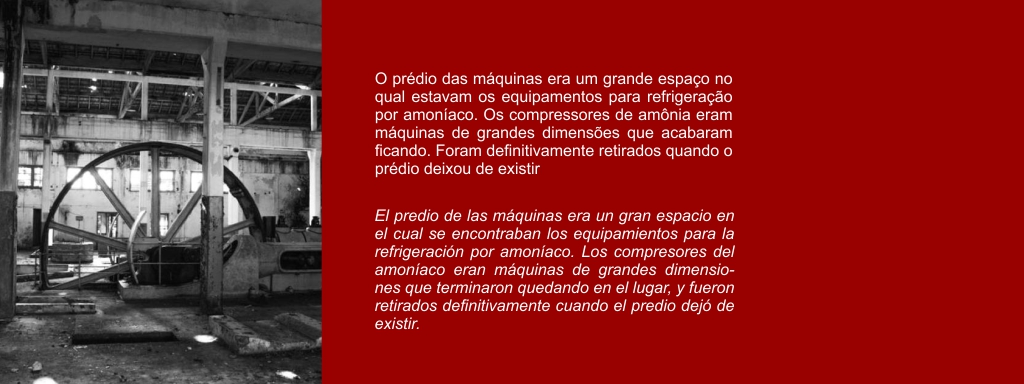 O prédio das máquinas era um grande espaço no
qual estavam os equipamentos para refrigeração
por amoníaco. Os compressores de amônia eram
máquinas de grandes dimensões que acabaram
ficando. Foram definitivamente retirados quando o
prédio deixou de existir
El predio de las máquinas era un gran espacio en
el cual se encontraban los equipamientos para la
refrigeración por amoníaco. Los compresores del
amoníaco eran máquinas de grandes dimensio-
nes que terminaron quedando en el lugar, y fueron
retirados definitivamente cuando el predio dejó de
existir.